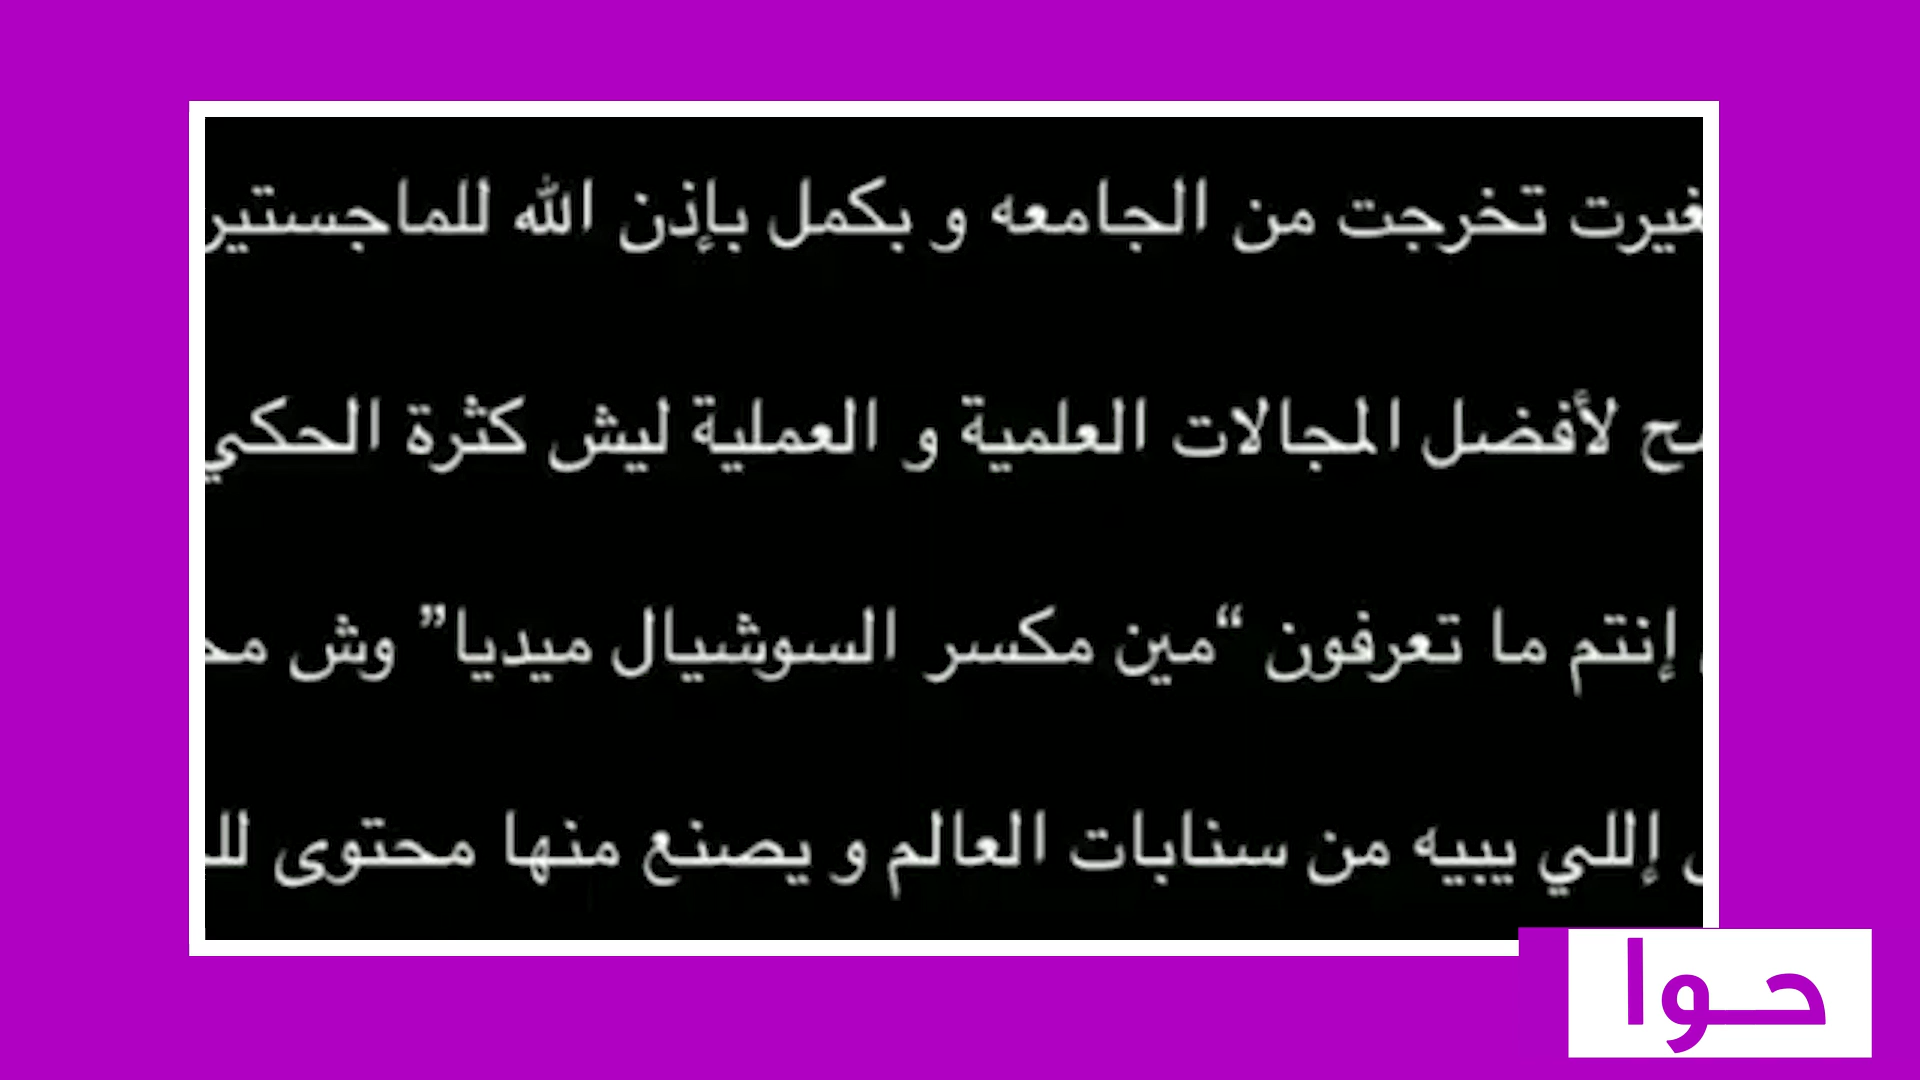 تخرجت من الجامعه و بكمل بإذن الله للماجستير
لأفضل المجالات العلمية و العملية ليش كثرة الحكي
إنتم ما تعرفون “مين مكسر السوشيال ميديا” وش
إللي يبيه من سنابات العالم و يصنع منها محتوى
حوا